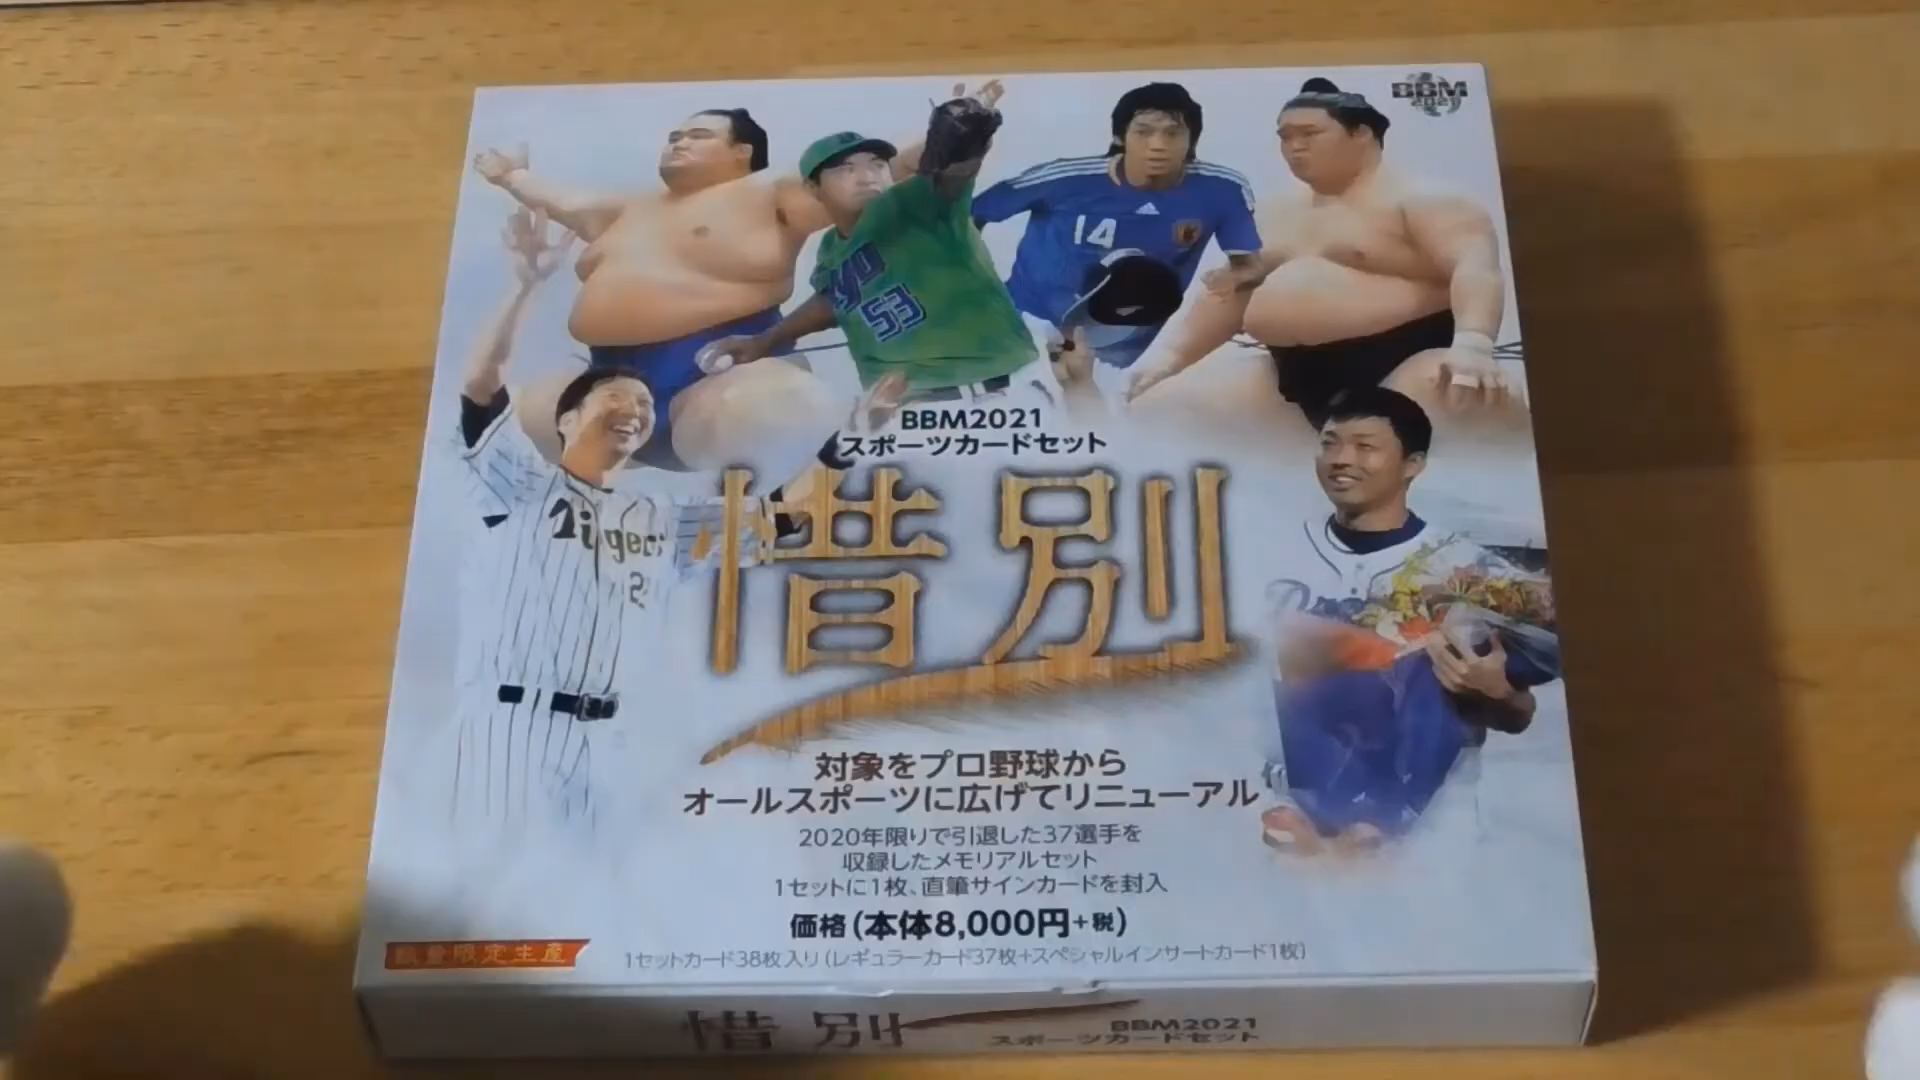 BBM
2021
14
53
Tigers
BBM2021
スポーツカードセット
惜別
対象をプロ野球から
オールスポーツに広げてリニューアル
2020年限りで引退した37選手を
収録したメモリアルセット
1セットに1枚、直筆サインカードを封入
価格(本体8,000円+税)
数量限定生産
1セットカード38枚入り(レギュラーカード37枚+スペシャルインサートカード1枚)
惜別
BBM2021
スポーツカードセット